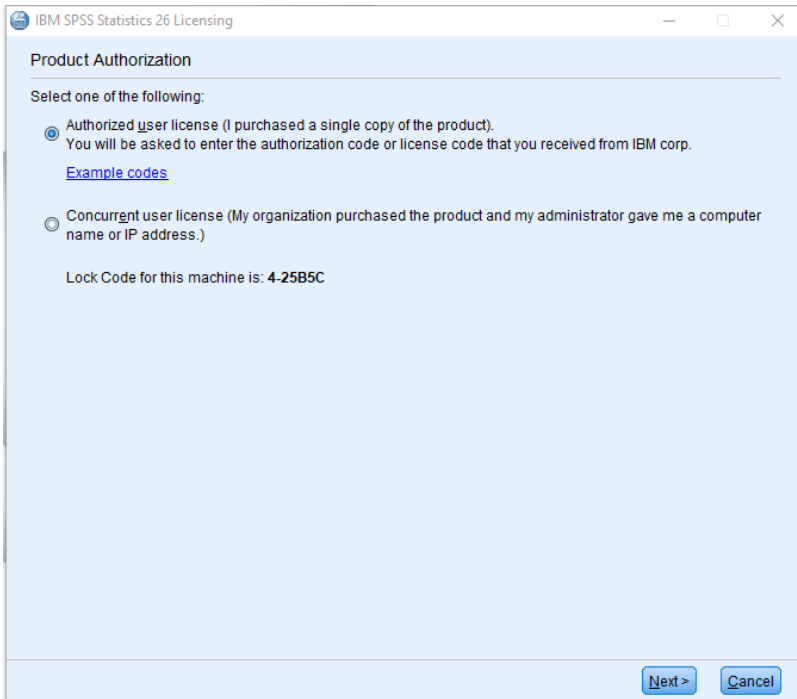 IBM SPSS Statistics 26 Licensing
Product Authorization
Select one of the following:
Authorized user license (I purchased a single copy of the product).
You will be asked to enter the authorization code or license code that you received from IBM corp.
Example codes
Concurrent user license (My organization purchased the product and my administrator gave me a computer
name or IP address.)
Lock Code for this machine is: 4-25B5C
Next >
Cancel